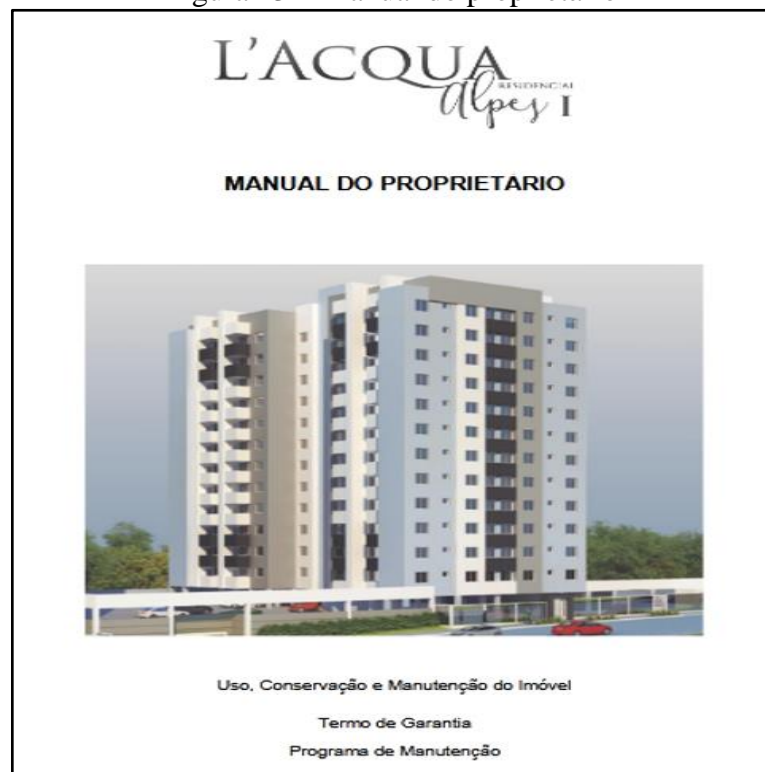 L'ACQUA
RESIDENCIAL
Alpes I
MANUAL DO PROPRIETARIO
Uso, Conservação e Manutenção do Imóvel
Termo de Garantia
Programa de Manutenção